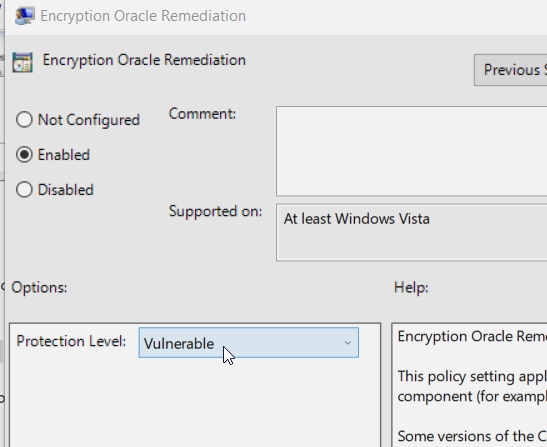 Encryption Oracle Remediation
Encryption Oracle Remediation
Previous S
Not Configured
Comment:
Enabled
Disabled
Supported on:
At least Windows Vista
Options:
Help:
Protection Level:
Vulnerable
Encryption Oracle Reme
This policy setting appl
component (for exampl
Some versions of the C